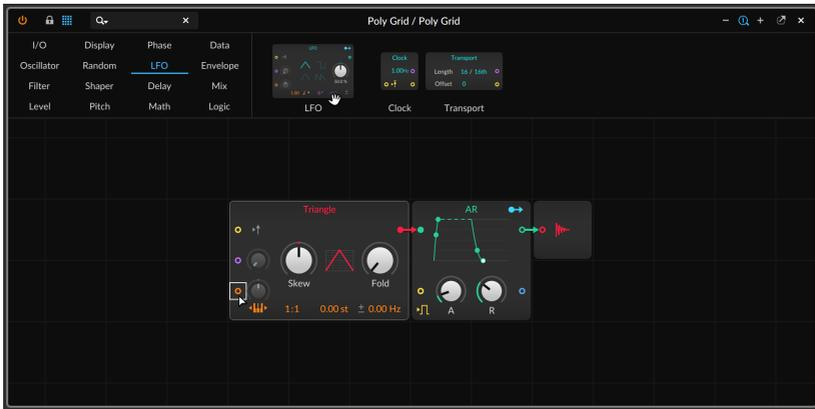 Poly Grid / Poly Grid
I/O Display Phase Data
Oscillator Random LFO Envelope
Filter Shaper Delay Mix
Level Pitch Math Logic
LFO
Clock
1.00Hz
Transport
Length 16 / 16th
Offset 0
LFO Clock Transport
Triangle
Skew Fold
1:1 0.00 st ± 0.00 Hz
AR
A R